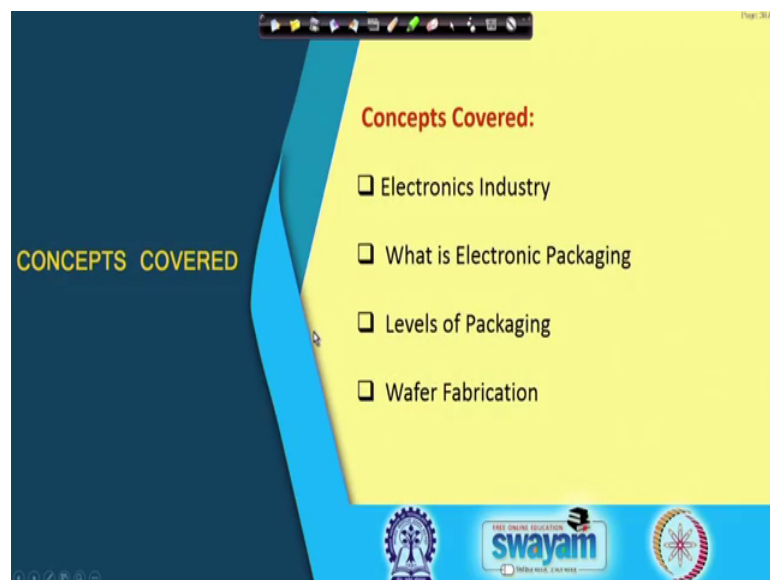 Concepts Covered:
Electronics Industry
CONCEPTS COVERED
What is Electronic Packaging
Levels of Packaging
Wafer Fabrication
FREE ONLINE EDUCATION
swayam